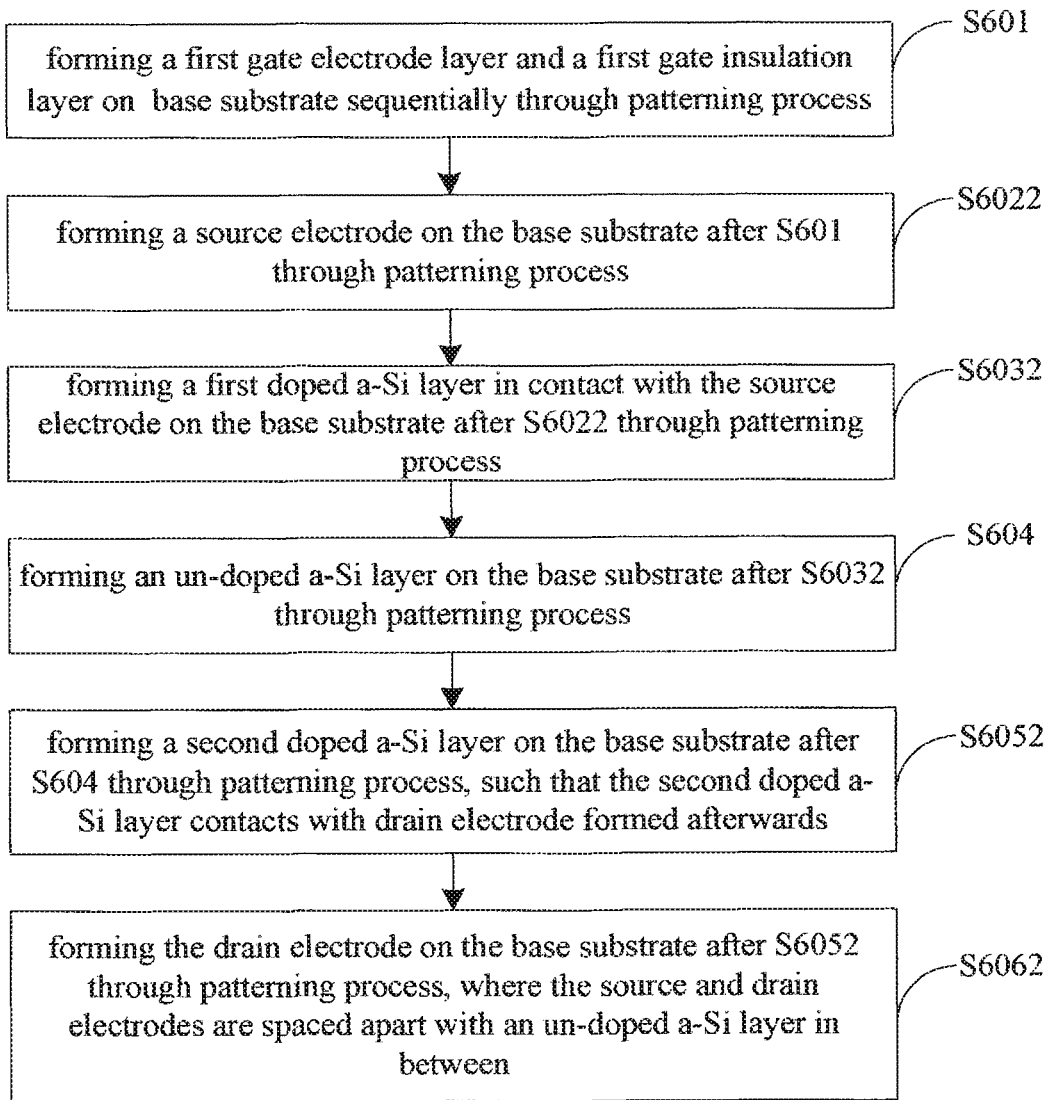 S601
forming a first gate electrode layer and a first gate insulation
layer on base substrate sequentially through patterning process
S6022
forming a source electrode on the base substrate after S601
through patterning process
S6032
forming a first doped a-Si layer in contact with the source
electrode on the base substrate after S6022 through patterning
process
S604
forming an un-doped a-Si layer on the base substrate after S6032
through patterning process
S6052
forming a second doped a-Si layer on the base substrate after
S604 through patterning process, such that the second doped a-
Si layer contacts with drain electrode formed afterwards
S6062
forming the drain electrode on the base substrate after S6052
through patterning process, where the source and drain
electrodes are spaced apart with an un-doped a-Si layer in
between